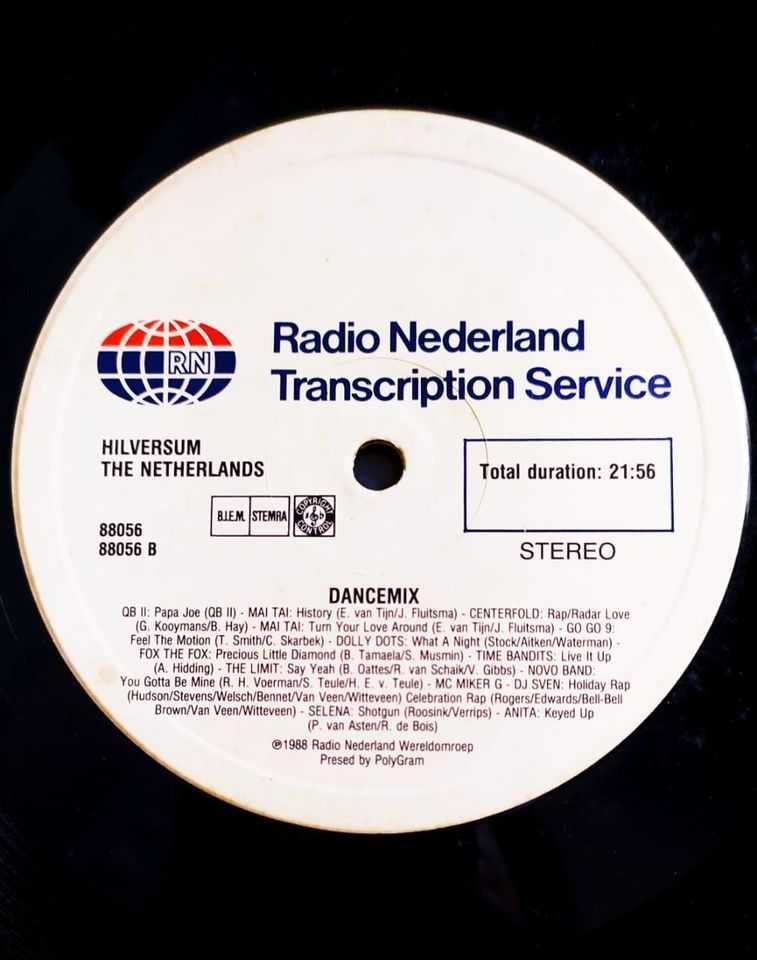 RN
Radio Nederland
Transcription Service
HILVERSUM
THE NETHERLANDS
Total duration: 21:56
B.I.E.M. STEMRA COPYRIGHT CONTROL
88056
88056 B
STEREO
DANCEMIX
QB II: Papa Joe (QB II) - MAI TAI: History (E. van Tijn/J. Fluitsma) - CENTERFOLD: Rap/Radar Love
(G. Kooymans/B. Hay) - MAI TAI: Turn Your Love Around (E. van Tijn/J. Fluitsma) - GO GO 9:
Feel The Motion (T. Smith/C. Skarbek) - DOLLY DOTS: What A Night (Stock/Aitken/Waterman) -
FOX THE FOX: Precious Little Diamond (B. Tamaela/S. Musmin) - TIME BANDITS: Live It Up
(A. Hidding) - THE LIMIT: Say Yeah (B. Oattes/R. van Schaik/V. Gibbs) - NOVO BAND:
You Gotta Be Mine (R. H. Voerman/S. Teule/H. E. v. Teule) - MC MIKER G - DJ SVEN: Holiday Rap
(Hudson/Stevens/Welsch/Bennet/Van Veen/Witteveen) Celebration Rap (Rogers/Edwards/Bell-Bell
Brown/Van Veen/Witteveen) - SELENA: Shotgun (Roosink/Verrips) - ANITA: Keyed Up
(P. van Asten/R. de Bois)
℗1988 Radio Nederland Wereldomroep
Presed by PolyGram